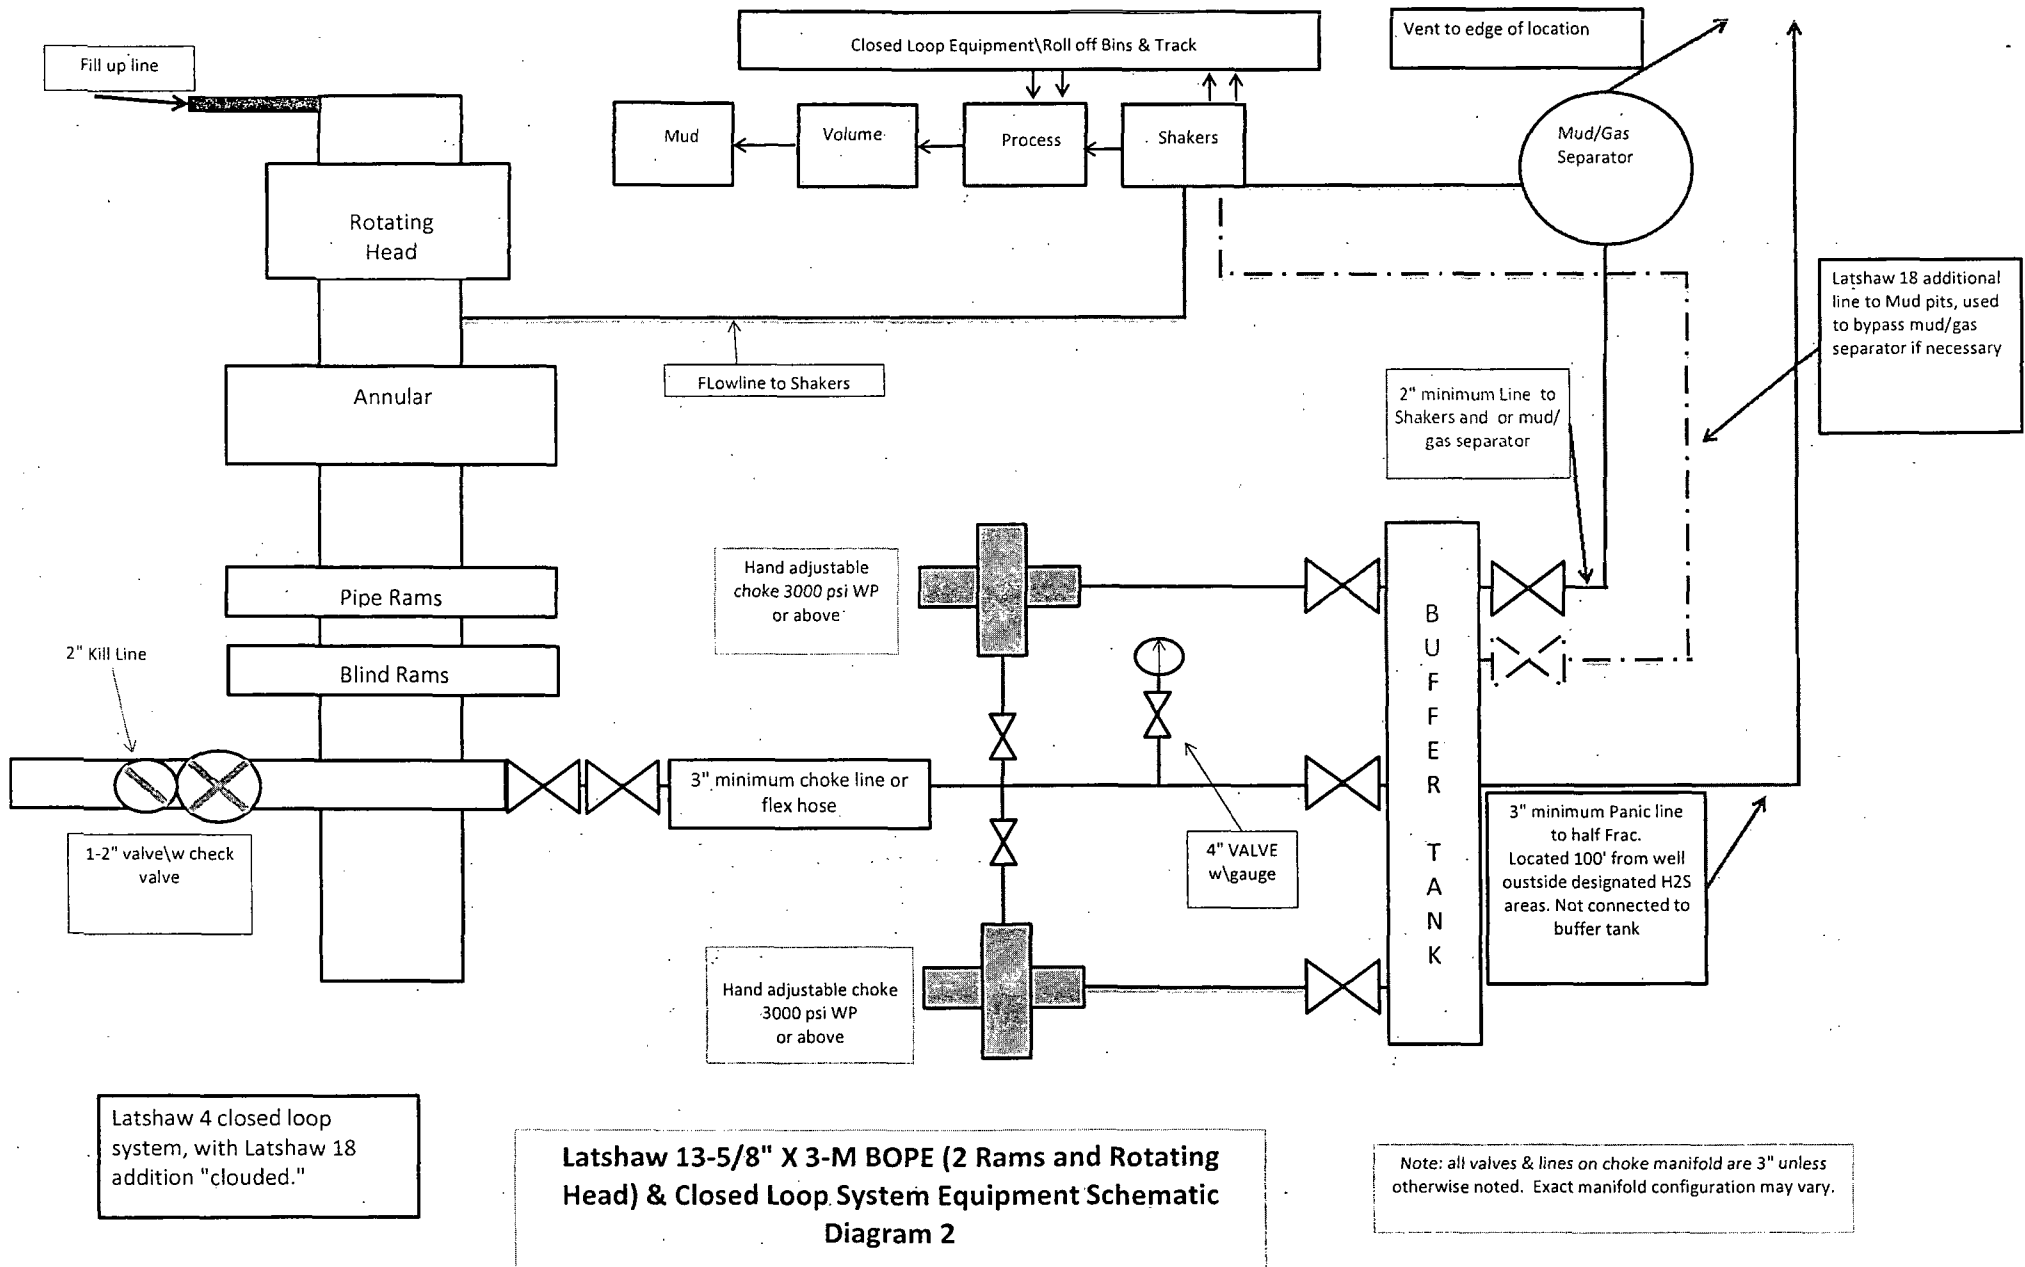 Closed Loop Equipment\Roll off Bins & Track
Vent to edge of location
Fill up line
Mud
Volume
Process
Shakers
Mud/Gas
Separator
Rotating
Head
Latshaw 18 additional
line to Mud pits, used
to bypass mud/gas
separator if necessary
FLowline to Shakers
Annular
2" minimum Line to
Shakers and or mud/
gas separator
Hand adjustable
choke 3000 psi WP
or above
Pipe Rams
2" Kill Line
Blind Rams
B
U
F
F
E
R
T
A
N
K
3" minimum choke line or
flex hose
1-2" valve\w check
valve
4" VALVE
w\gauge
3" minimum Panic line
to half Frac.
Located 100' from well
oustside designated H2S
areas. Not connected to
buffer tank
Hand adjustable choke
3000 psi WP
or above
Latshaw 4 closed loop
system, with Latshaw 18
addition "clouded."
Latshaw 13-5/8" X 3-M BOPE (2 Rams and Rotating
Head) & Closed Loop System Equipment Schematic
Diagram 2
Note: all valves & lines on choke manifold are 3" unless
otherwise noted. Exact manifold configuration may vary.